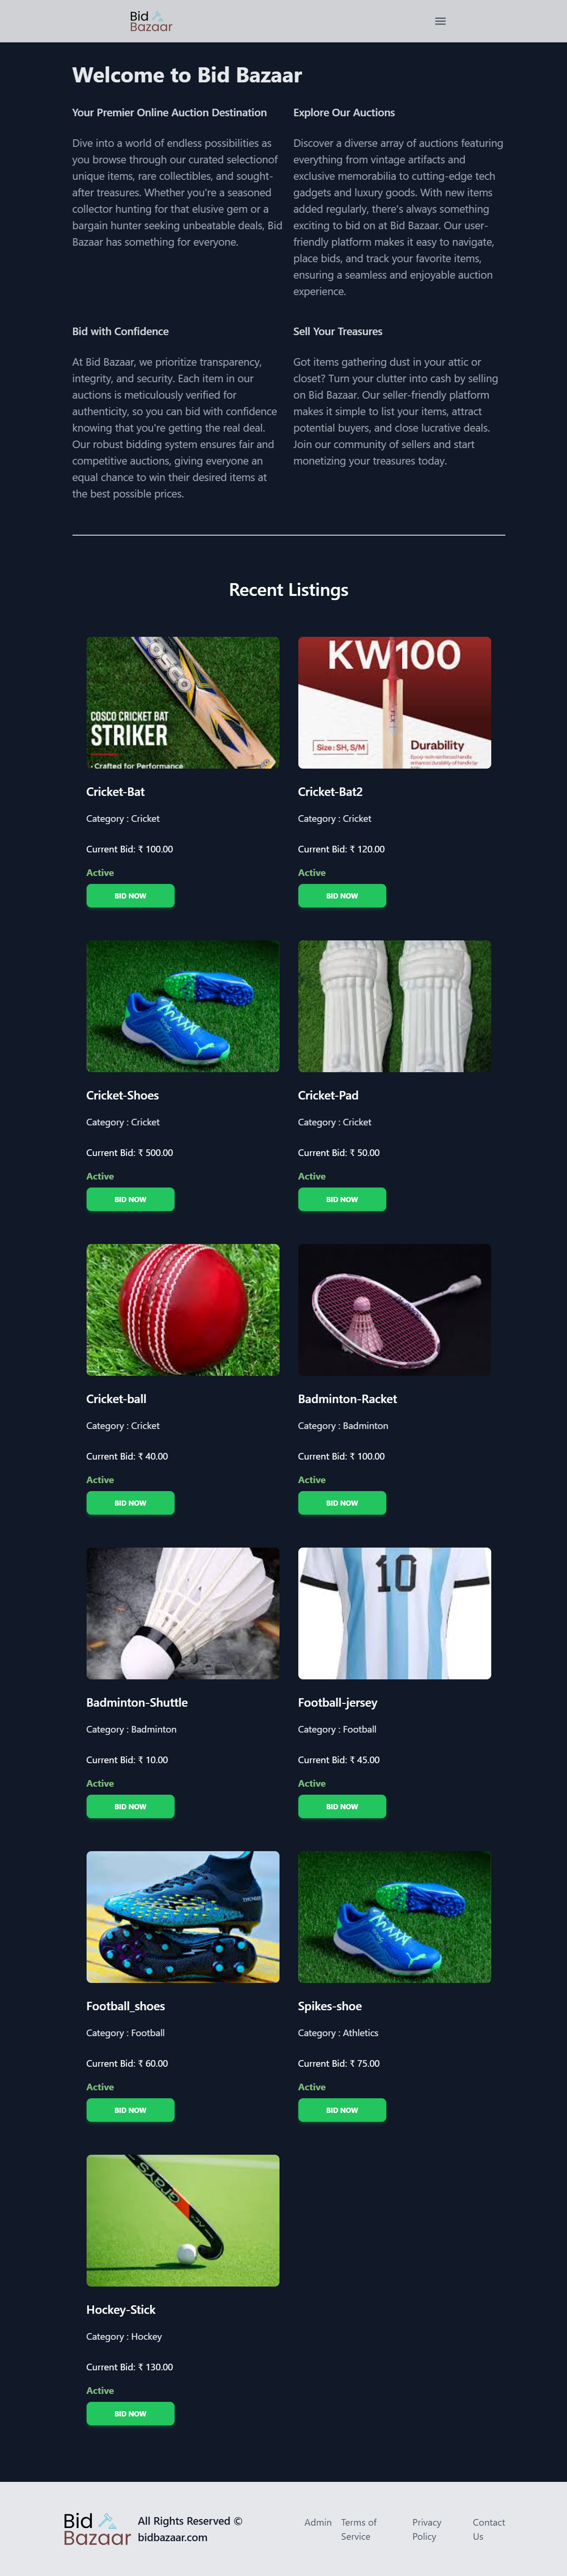 Bid
Bazaar
Welcome to Bid Bazaar
Your Premier Online Auction Destination
Dive into a world of endless possibilities as
you browse through our curated selectionof
unique items, rare collectibles, and sought-
after treasures. Whether you're a seasoned
collector hunting for that elusive gem or a
bargain hunter seeking unbeatable deals, Bid
Bazaar has something for everyone.
Explore Our Auctions
Discover a diverse array of auctions featuring
everything from vintage artifacts and
exclusive memorabilia to cutting-edge tech
gadgets and luxury goods. With new items
added regularly, there's always something
exciting to bid on at Bid Bazaar. Our user-
friendly platform makes it easy to navigate,
place bids, and track your favorite items,
ensuring a seamless and enjoyable auction
experience.
Bid with Confidence
At Bid Bazaar, we prioritize transparency,
integrity, and security. Each item in our
auctions is meticulously verified for
authenticity, so you can bid with confidence
knowing that you're getting the real deal.
Our robust bidding system ensures fair and
competitive auctions, giving everyone an
equal chance to win their desired items at
the best possible prices.
Sell Your Treasures
Got items gathering dust in your attic or
closet? Turn your clutter into cash by selling
on Bid Bazaar. Our seller-friendly platform
makes it simple to list your items, attract
potential buyers, and close lucrative deals.
Join our community of sellers and start
monetizing your treasures today.
Recent Listings
COSCO
COSCO CRICKET BAT
STRIKER
• Crafted for Performance
Cricket-Bat
Category : Cricket
Current Bid: ₹ 100.00
Active
BID NOW
KW100
Size : SH, S/M
Durability
Cricket-Bat2
Category : Cricket
Current Bid: ₹ 120.00
Active
BID NOW
Cricket-Shoes
Category : Cricket
Current Bid: ₹ 500.00
Active
BID NOW
Cricket-Pad
Category : Cricket
Current Bid: ₹ 50.00
Active
BID NOW
Cricket-ball
Category : Cricket
Current Bid: ₹ 40.00
Active
BID NOW
Badminton-Racket
Category : Badminton
Current Bid: ₹ 100.00
Active
BID NOW
Badminton-Shuttle
Category : Badminton
Current Bid: ₹ 10.00
Active
BID NOW
10
Football-jersey
Category : Football
Current Bid: ₹ 45.00
Active
BID NOW
Football_shoes
Category : Football
Current Bid: ₹ 60.00
Active
BID NOW
Spikes-shoe
Category : Athletics
Current Bid: ₹ 75.00
Active
BID NOW
GRAYS
Hockey-Stick
Category : Hockey
Current Bid: ₹ 130.00
Active
BID NOW
Bid
Bazaar
All Rights Reserved ©
bidbazaar.com
Admin
Terms of
Service
Privacy
Policy
Contact
Us